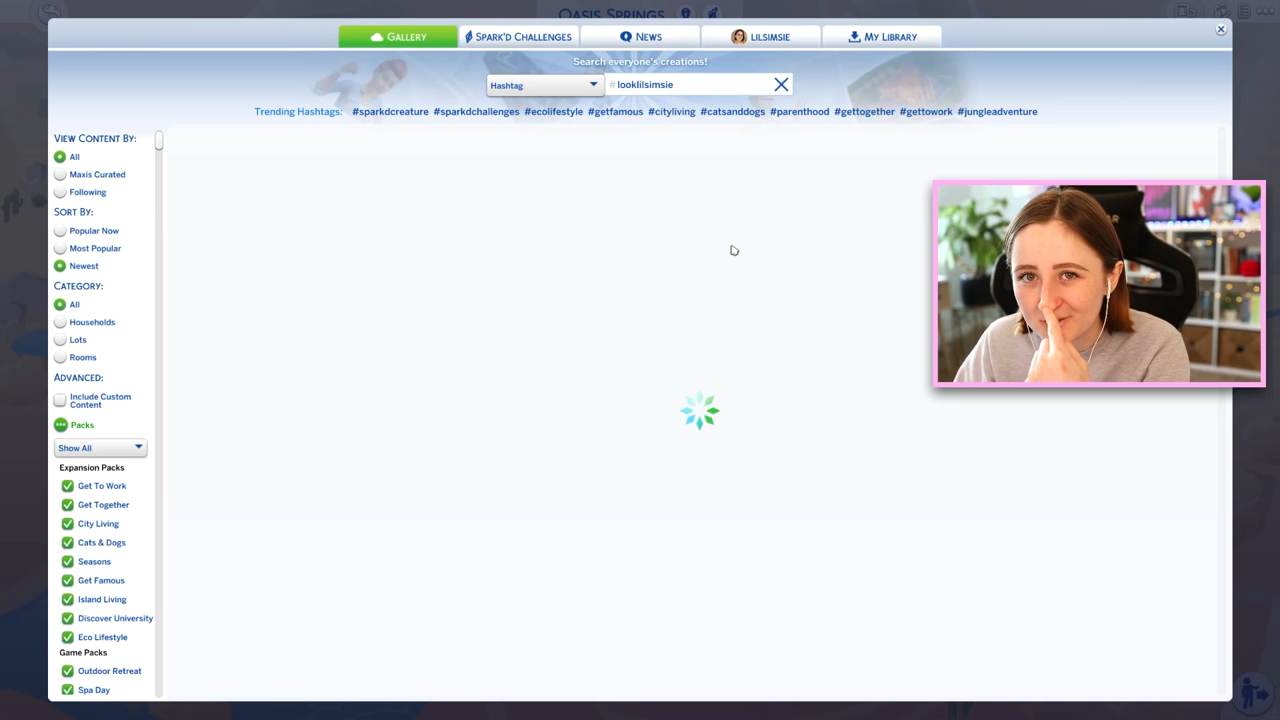 OASIS SPRINGS
GALLERY
SPARK'D CHALLENGES
NEWS
LILSIMSIE
MY LIBRARY
Search everyone's creations!
Hashtag
# looklilsimsie
Trending Hashtags: #sparkdcreature #sparkdchallenges #ecolifestyle #getfamous #cityliving #catsanddogs #parenthood #gettogether #gettowork #jungleadventure
VIEW CONTENT BY:
All
Maxis Curated
Following
SORT BY:
Popular Now
Most Popular
Newest
CATEGORY:
All
Households
Lots
Rooms
ADVANCED:
Include Custom
Content
Packs
Show All
Expansion Packs
Get To Work
Get Together
City Living
Cats & Dogs
Seasons
Get Famous
Island Living
Discover University
Eco Lifestyle
Game Packs
Outdoor Retreat
Spa Day